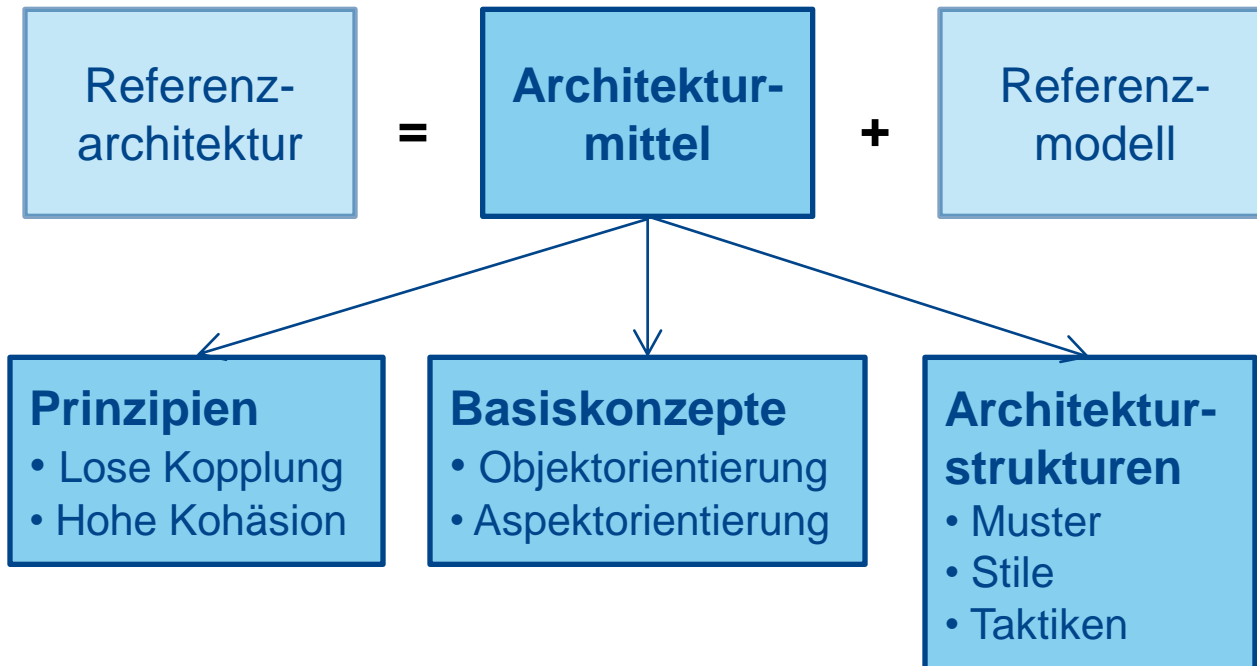 Referenz-
architektur
=
Architektur-
mittel
+
Referenz-
modell
Prinzipien
• Lose Kopplung
• Hohe Kohäsion
Basiskonzepte
• Objektorientierung
• Aspektorientierung
Architektur-
strukturen
• Muster
• Stile
• Taktiken